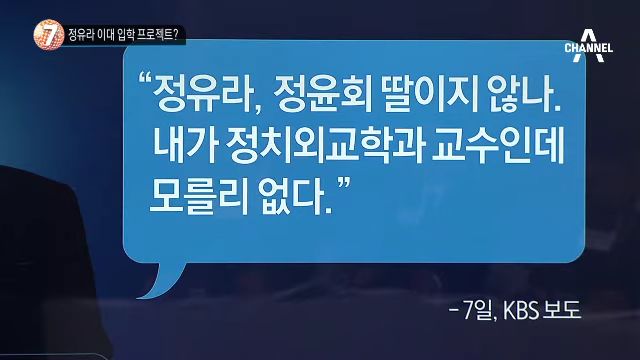 7 정유라 이대 입학 프로젝트?
CHANNEL A
“정유라, 정윤회 딸이지 않나.
내가 정치외교학과 교수인데
모를리 없다.”
- 7일, KBS 보도